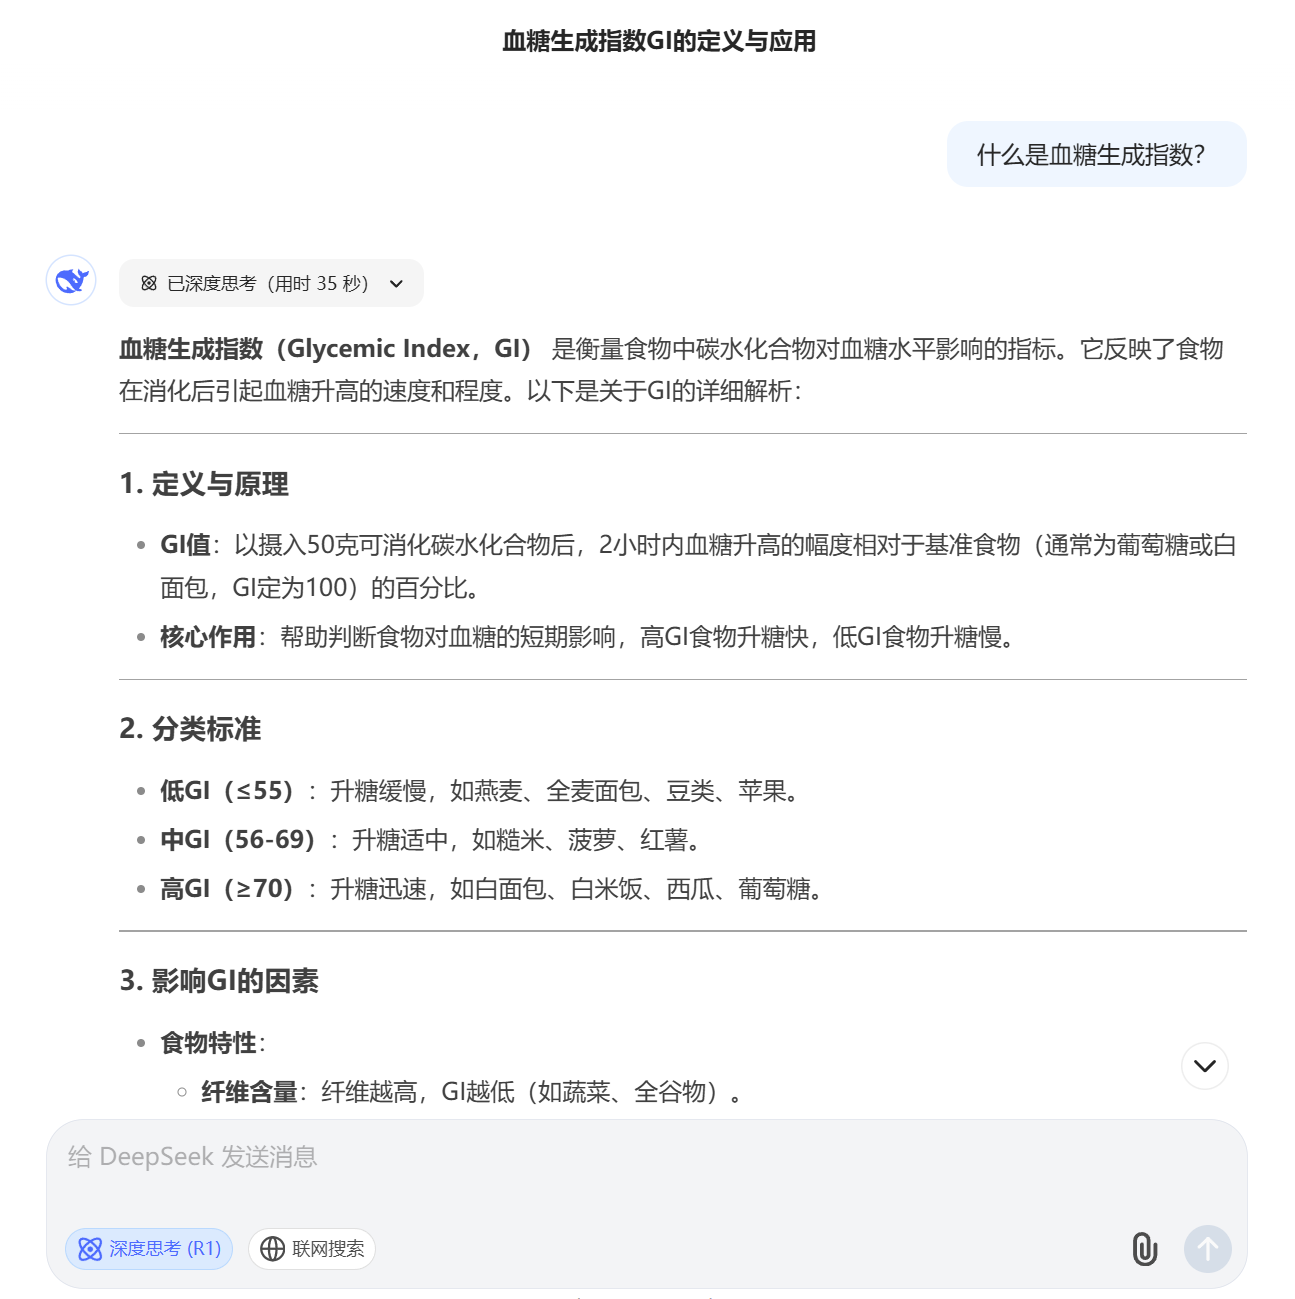 血糖生成指数GI的定义与应用
什么是血糖生成指数？
已深度思考（用时 35 秒）
血糖生成指数（Glycemic Index，GI） 是衡量食物中碳水化合物对血糖水平影响的指标。它反映了食物
在消化后引起血糖升高的速度和程度。以下是关于GI的详细解析：
1. 定义与原理
GI值：以摄入50克可消化碳水化合物后，2小时内血糖升高的幅度相对于基准食物（通常为葡萄糖或白
面包，GI定为100）的百分比。
核心作用：帮助判断食物对血糖的短期影响，高GI食物升糖快，低GI食物升糖慢。
2. 分类标准
低GI（≤55）：升糖缓慢，如燕麦、全麦面包、豆类、苹果。
中GI（56-69）：升糖适中，如糙米、菠萝、红薯。
高GI（≥70）：升糖迅速，如白面包、白米饭、西瓜、葡萄糖。
3. 影响GI的因素
食物特性：
纤维含量：纤维越高，GI越低（如蔬菜、全谷物）。
给 DeepSeek 发送消息
深度思考 (R1) 联网搜索